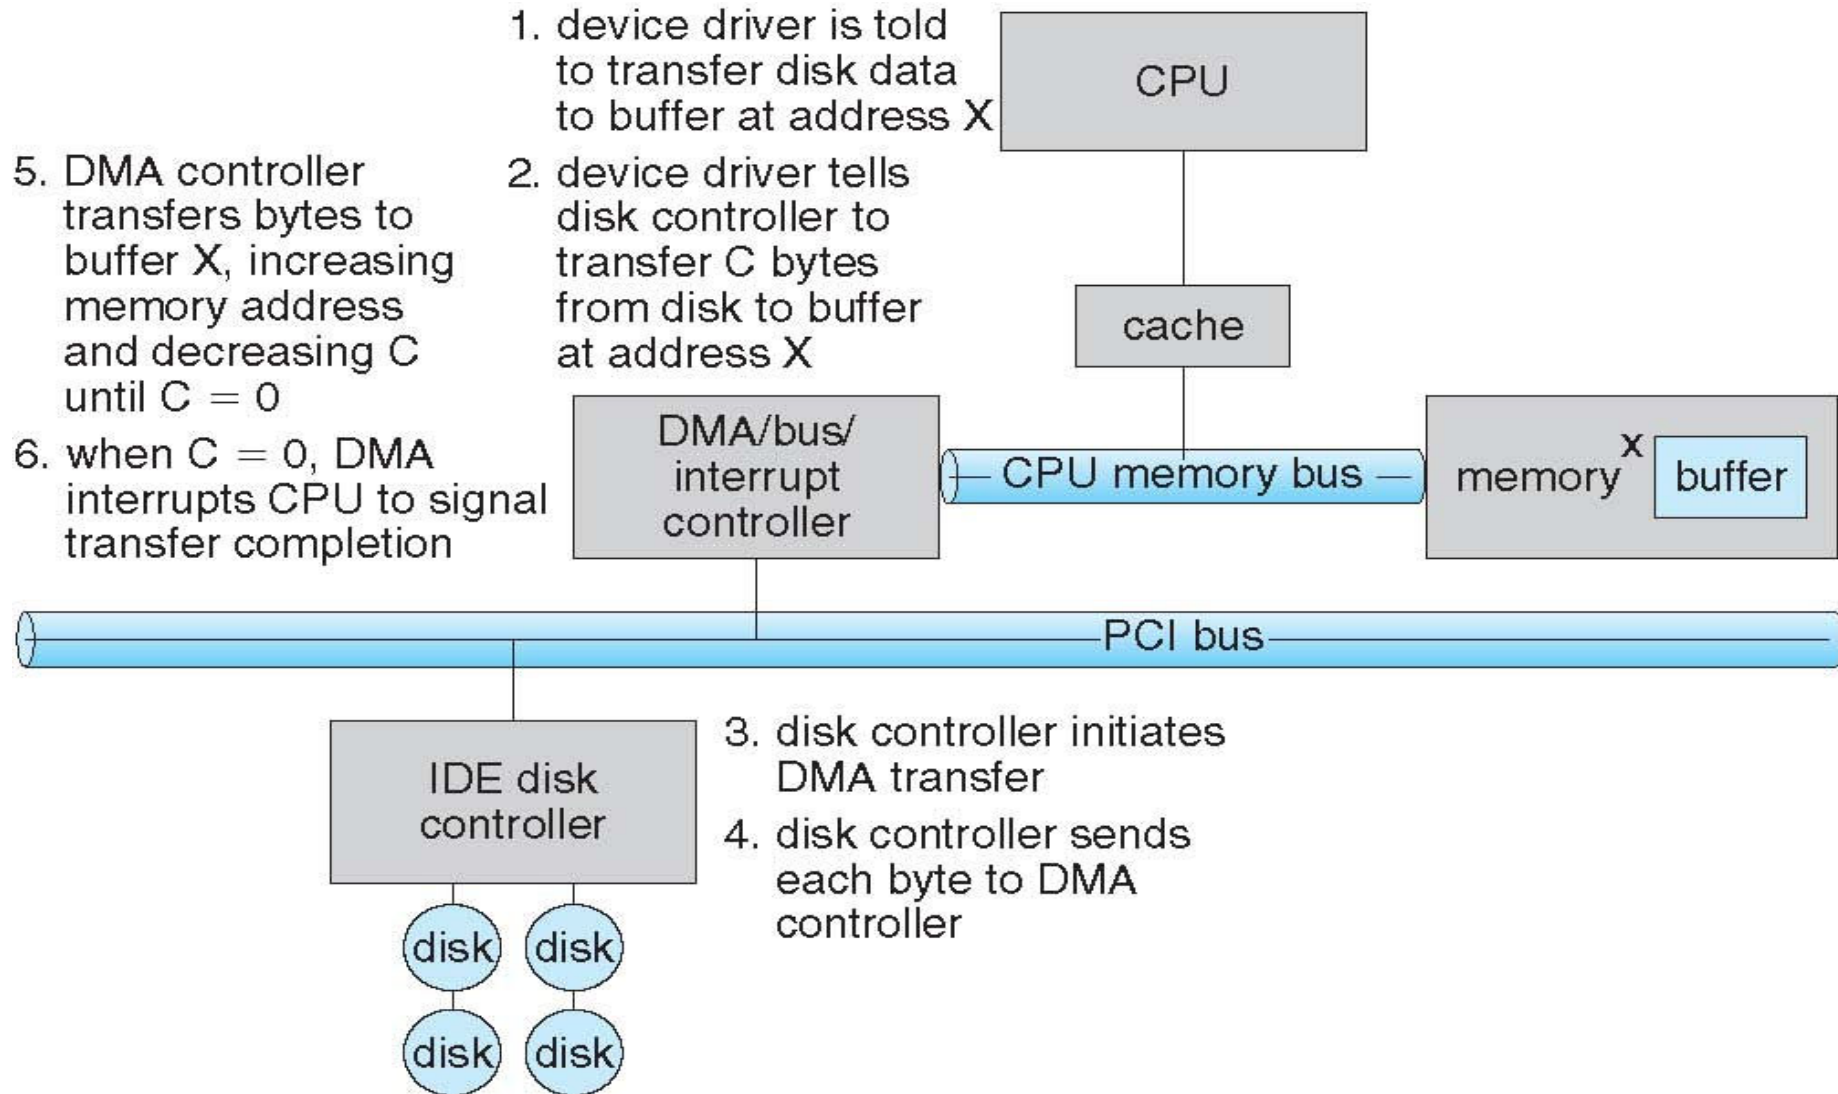 1. device driver is told
to transfer disk data
to buffer at address X
CPU
5. DMA controller
transfers bytes to
buffer X, increasing
memory address
and decreasing C
until C = 0
2. device driver tells
disk controller to
transfer C bytes
from disk to buffer
at address X
cache
6. when C = 0, DMA
interrupts CPU to signal
transfer completion
DMA/bus/
interrupt
controller
CPU memory bus
memory
X
buffer
PCI bus
IDE disk
controller
3. disk controller initiates
DMA transfer
4. disk controller sends
each byte to DMA
controller
disk
disk
disk
disk